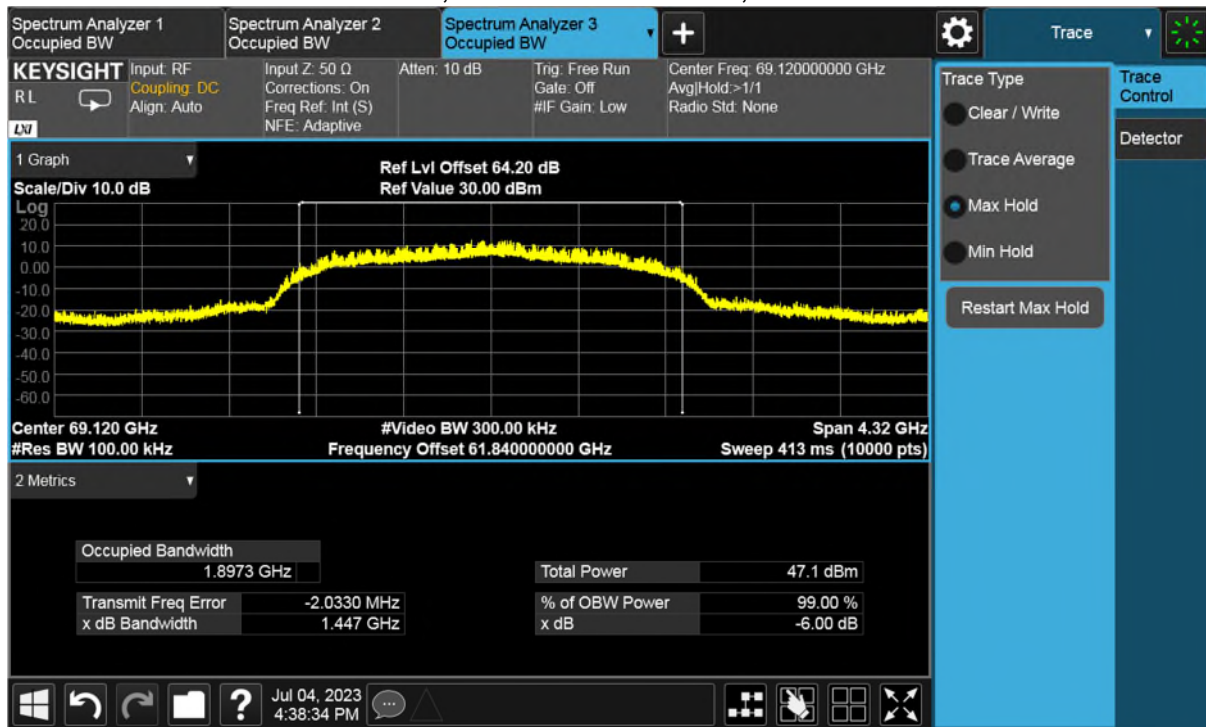 Spectrum Analyzer 1
Occupied BW
Spectrum Analyzer 2
Occupied BW
Spectrum Analyzer 3
Occupied BW
Trace
KEYSIGHT
RL
LXI
Input: RF
Coupling: DC
Align: Auto
Input Z: 50 Ω
Corrections: On
Freq Ref: Int (S)
NFE: Adaptive
Atten: 10 dB
Trig: Free Run
Gate: Off
#IF Gain: Low
Center Freq: 69.120000000 GHz
Avg|Hold:>1/1
Radio Std: None
Trace Type
Clear / Write
Trace Average
Max Hold
Min Hold
Restart Max Hold
Trace
Control
Detector
1 Graph
Scale/Div 10.0 dB
Ref Lvl Offset 64.20 dB
Ref Value 30.00 dBm
Log
20.0
10.0
0.00
-10.0
-20.0
-30.0
-40.0
-50.0
-60.0
Center 69.120 GHz
#Video BW 300.00 kHz
Span 4.32 GHz
#Res BW 100.00 kHz
Frequency Offset 61.840000000 GHz
Sweep 413 ms (10000 pts)
2 Metrics
Occupied Bandwidth
1.8973 GHz
Total Power 47.1 dBm
Transmit Freq Error -2.0330 MHz
% of OBW Power 99.00 %
x dB Bandwidth 1.447 GHz
x dB -6.00 dB
?
Jul 04, 2023
4:38:34 PM